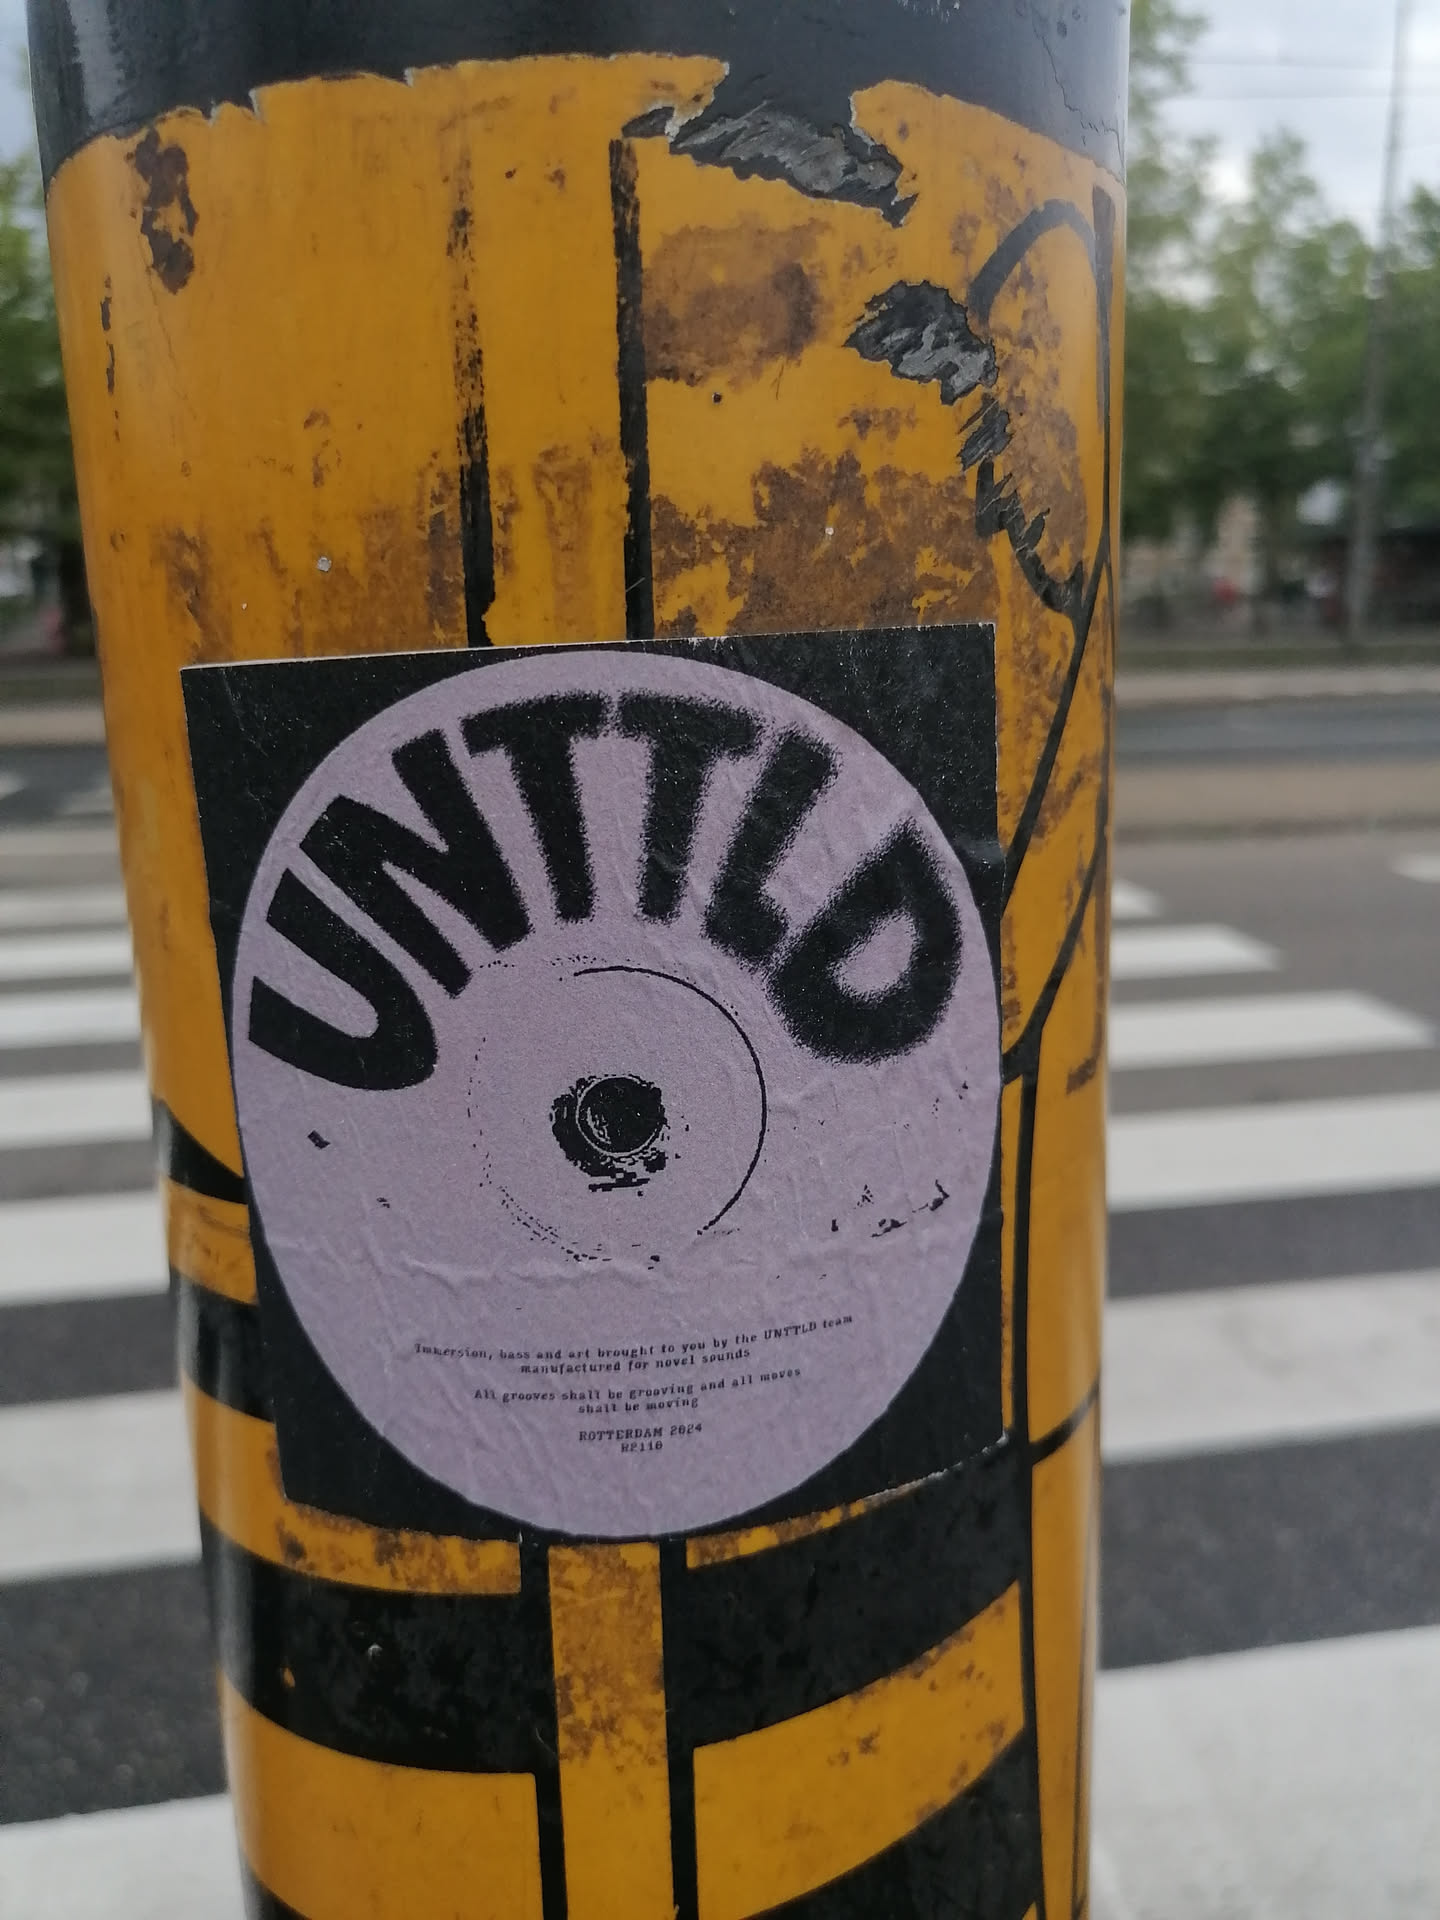 UNTTLD
Immersion, bass and art brought to you by the UNTTLD team
manufactured for novel sounds
All grooves shall be grooving and all moves
shall be moving
ROTTERDAM 2024
R2110